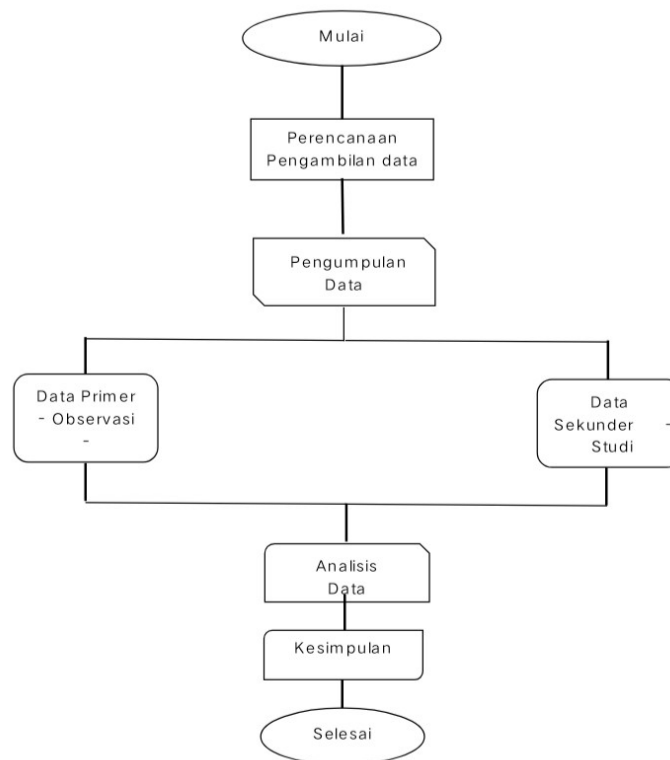 Mulai
Perencanaan
Pengambilan data
Pengumpulan
Data
Data Primer
- Observasi
-
Data
Sekunder -
Studi
Analisis
Data
Kesimpulan
Selesai